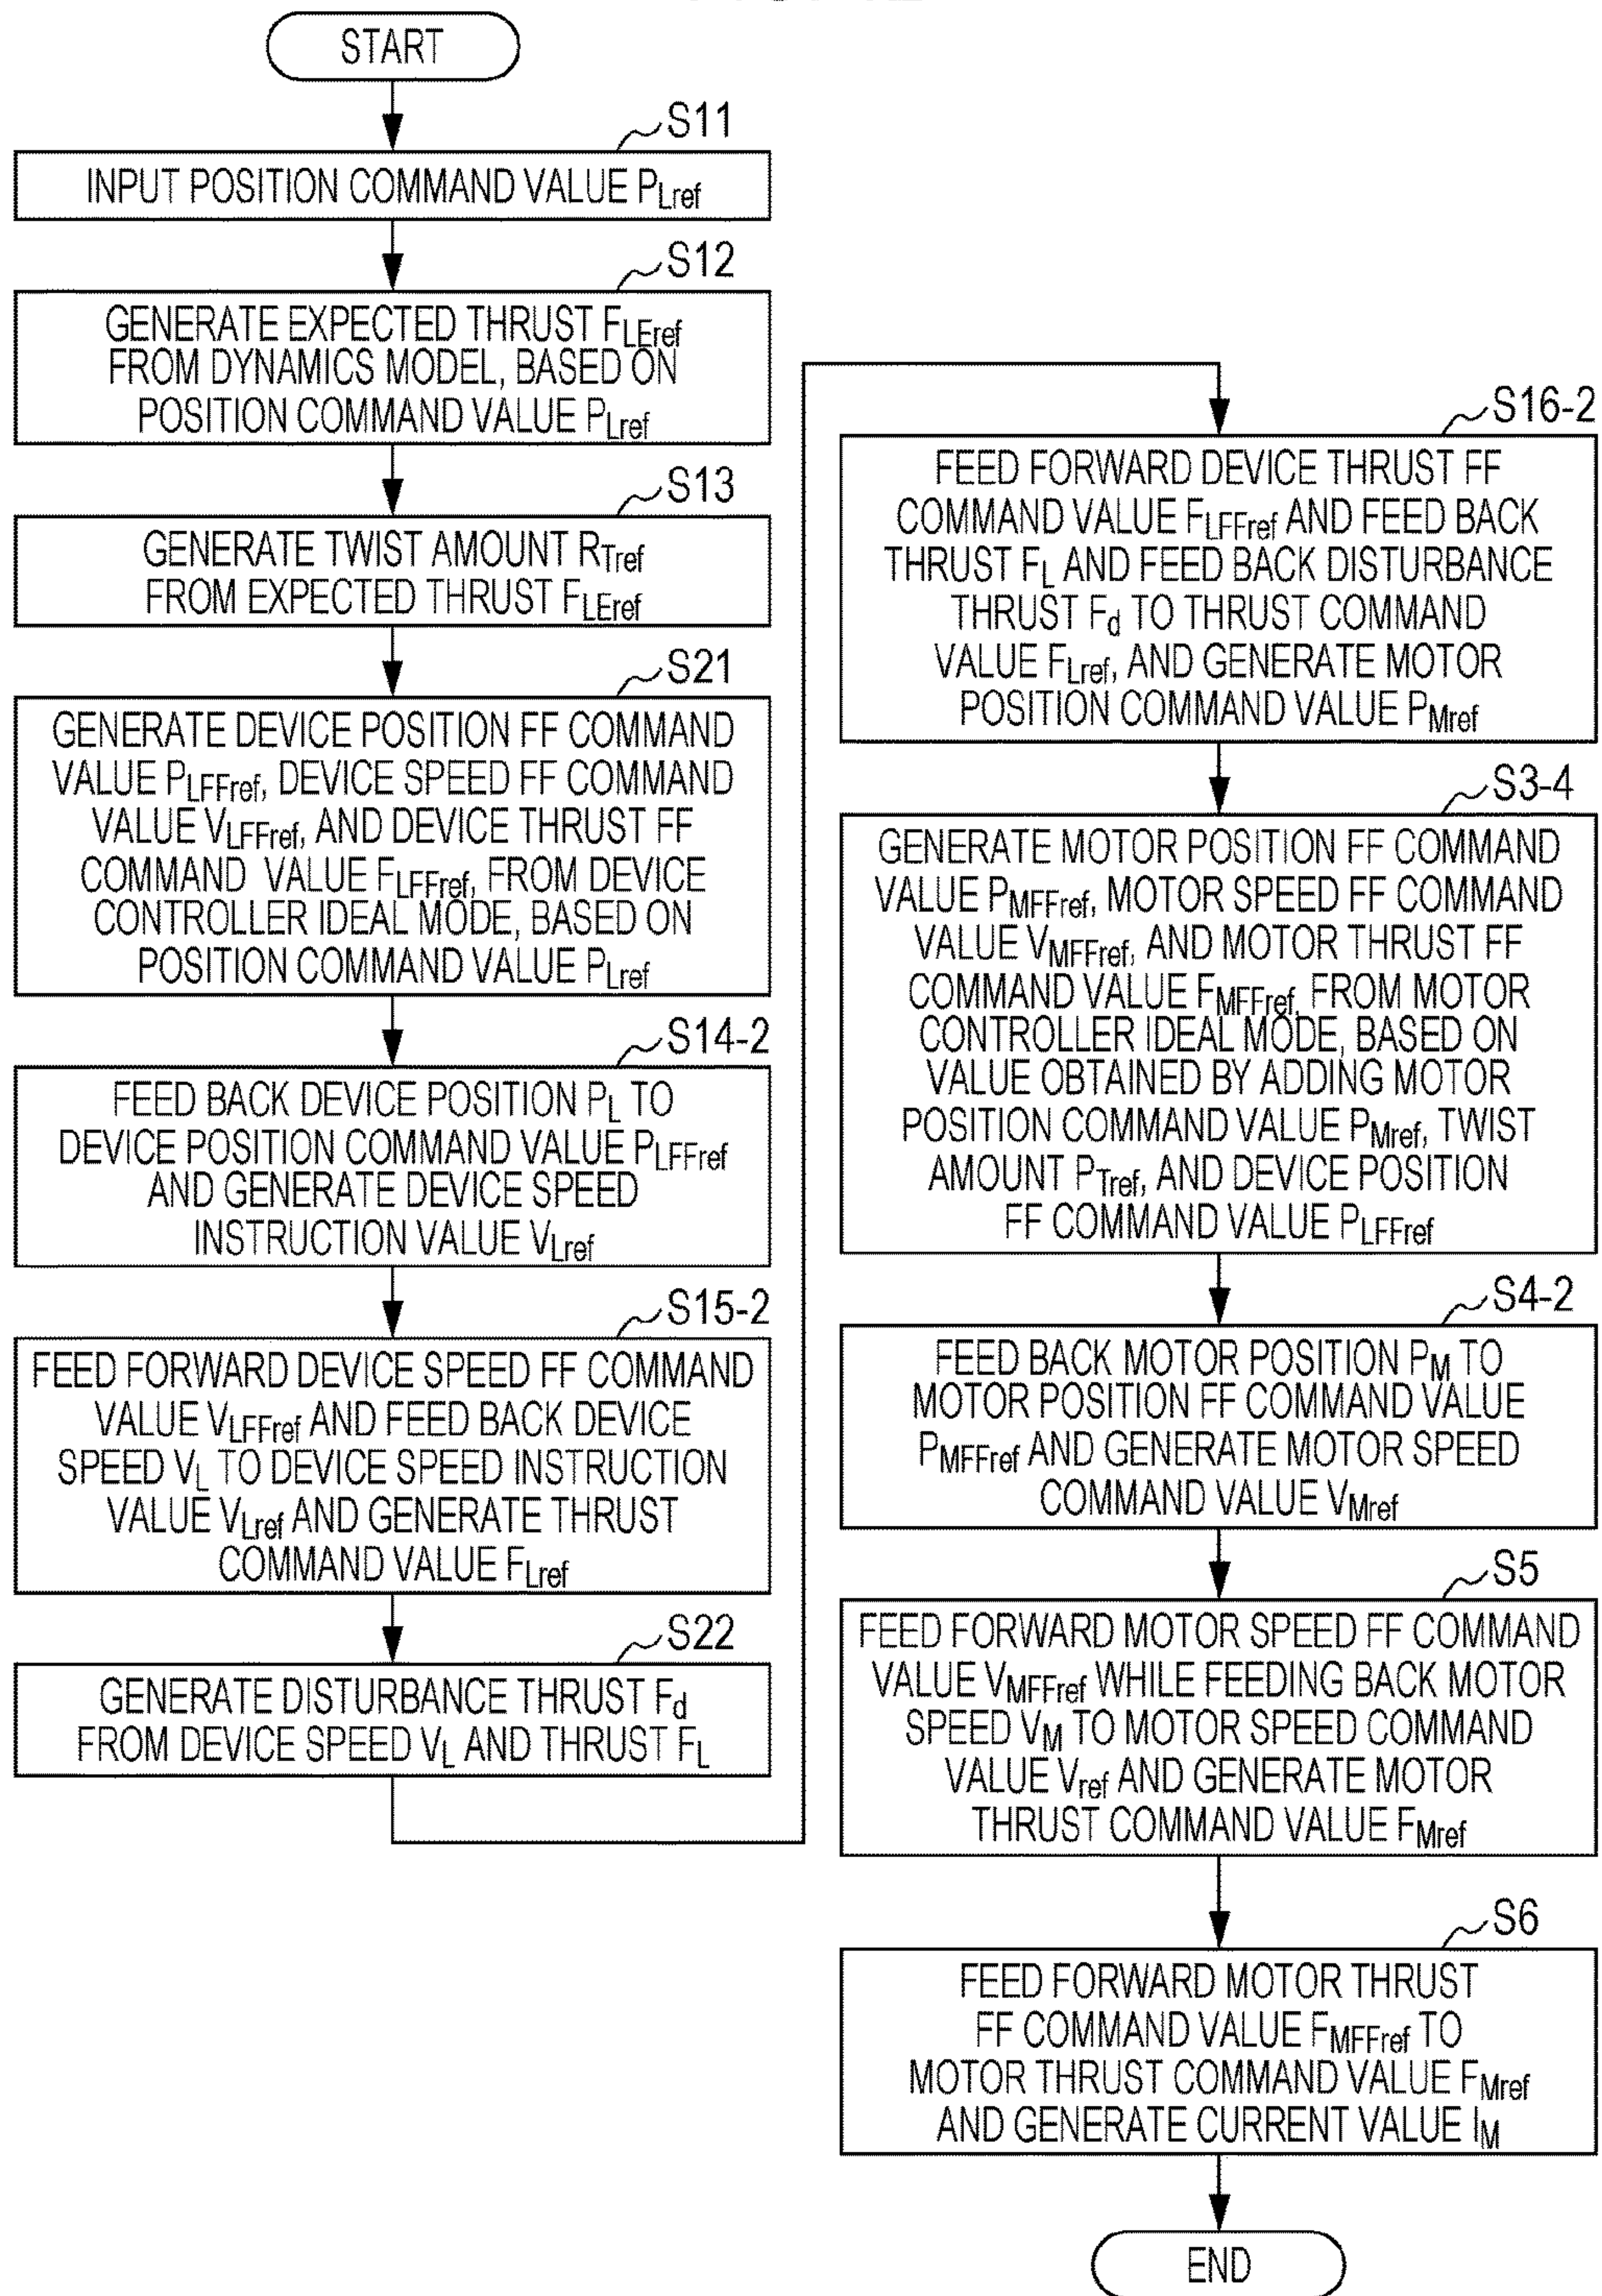 START
S11
INPUT POSITION COMMAND VALUE PLref
S12
GENERATE EXPECTED THRUST FLEref
FROM DYNAMICS MODEL, BASED ON
POSITION COMMAND VALUE PLref
S13
GENERATE TWIST AMOUNT RTref
FROM EXPECTED THRUST FLEref
S21
GENERATE DEVICE POSITION FF COMMAND
VALUE PLFFref, DEVICE SPEED FF COMMAND
VALUE VLFFref, AND DEVICE THRUST FF
COMMAND VALUE FLFFref, FROM DEVICE
CONTROLLER IDEAL MODE, BASED ON
POSITION COMMAND VALUE PLref
S14-2
FEED BACK DEVICE POSITION PL TO
DEVICE POSITION COMMAND VALUE PLFFref
AND GENERATE DEVICE SPEED
INSTRUCTION VALUE VLref
S15-2
FEED FORWARD DEVICE SPEED FF COMMAND
VALUE VLFFref AND FEED BACK DEVICE
SPEED VL TO DEVICE SPEED INSTRUCTION
VALUE VLref AND GENERATE THRUST
COMMAND VALUE FLref
S22
GENERATE DISTURBANCE THRUST Fd
FROM DEVICE SPEED VL AND THRUST FL
S16-2
FEED FORWARD DEVICE THRUST FF
COMMAND VALUE FLFFref AND FEED BACK
THRUST FL AND FEED BACK DISTURBANCE
THRUST Fd TO THRUST COMMAND
VALUE FLref, AND GENERATE MOTOR
POSITION COMMAND VALUE PMref
S3-4
GENERATE MOTOR POSITION FF COMMAND
VALUE PMFFref, MOTOR SPEED FF COMMAND
VALUE VMFFref, AND MOTOR THRUST FF
COMMAND VALUE FMFFref, FROM MOTOR
CONTROLLER IDEAL MODE, BASED ON
VALUE OBTAINED BY ADDING MOTOR
POSITION COMMAND VALUE PMref, TWIST
AMOUNT PTref, AND DEVICE POSITION
FF COMMAND VALUE PLFFref
S4-2
FEED BACK MOTOR POSITION PM TO
MOTOR POSITION FF COMMAND VALUE
PMFFref AND GENERATE MOTOR SPEED
COMMAND VALUE VMref
S5
FEED FORWARD MOTOR SPEED FF COMMAND
VALUE VMFFref WHILE FEEDING BACK MOTOR
SPEED VM TO MOTOR SPEED COMMAND
VALUE Vref AND GENERATE MOTOR
THRUST COMMAND VALUE FMref
S6
FEED FORWARD MOTOR THRUST
FF COMMAND VALUE FMFFref TO
MOTOR THRUST COMMAND VALUE FMref
AND GENERATE CURRENT VALUE IM
END